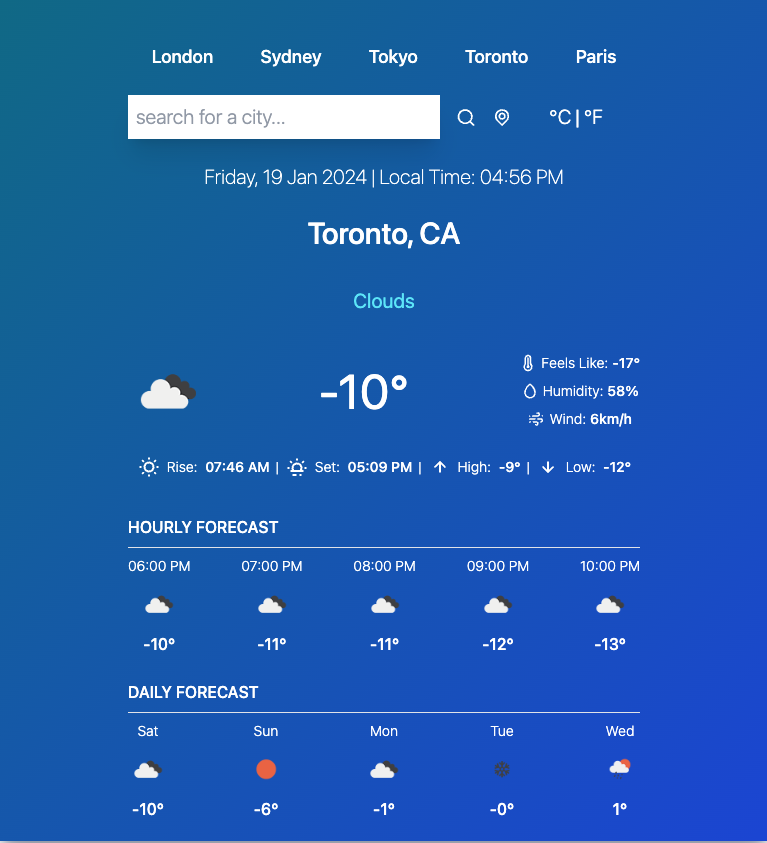 London Sydney Tokyo Toronto Paris
search for a city...
°C | °F
Friday, 19 Jan 2024 | Local Time: 04:56 PM
Toronto, CA
Clouds
-10°
Feels Like: -17°
Humidity: 58%
Wind: 6km/h
Rise: 07:46 AM | Set: 05:09 PM | High: -9° | Low: -12°
HOURLY FORECAST
06:00 PM 07:00 PM 08:00 PM 09:00 PM 10:00 PM
-10° -11° -11° -12° -13°
DAILY FORECAST
Sat Sun Mon Tue Wed
-10° -6° -1° -0° 1°